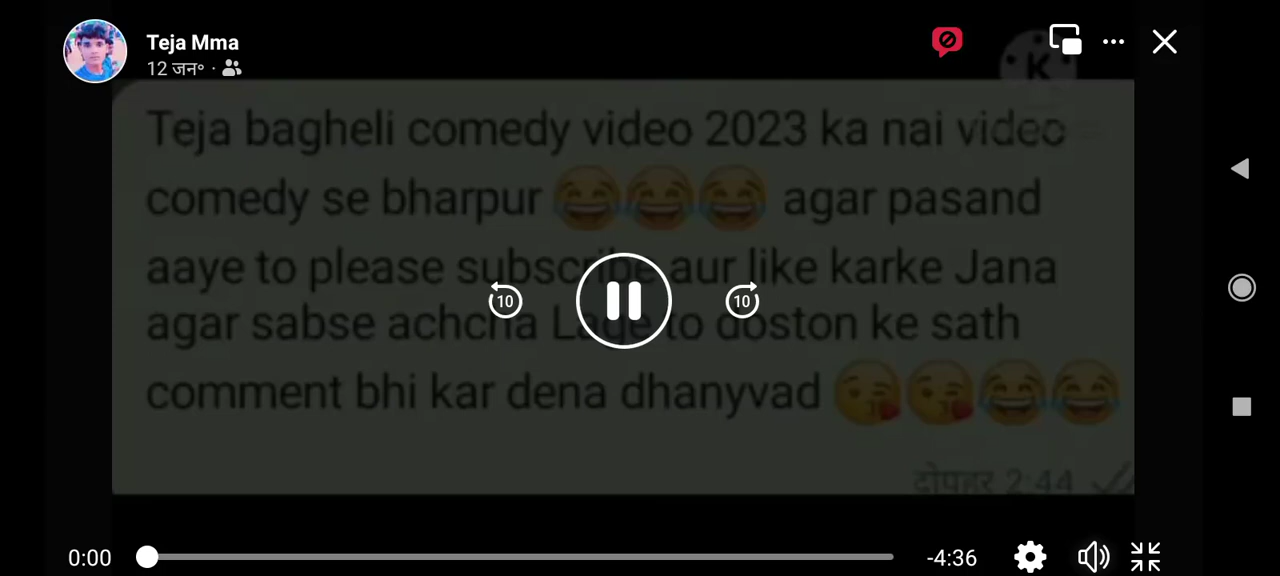 Teja Mma
12 जन॰ ·
K
Teja bagheli comedy video 2023 ka nai video
comedy se bharpur 😂😂😂 agar pasand
aaye to please subscribe aur like karke Jana
agar sabse achcha Lage to doston ke sath
comment bhi kar dena dhanyvad 😘😘😂😂
दोपहर 2:44
10
10
0:00
-4:36